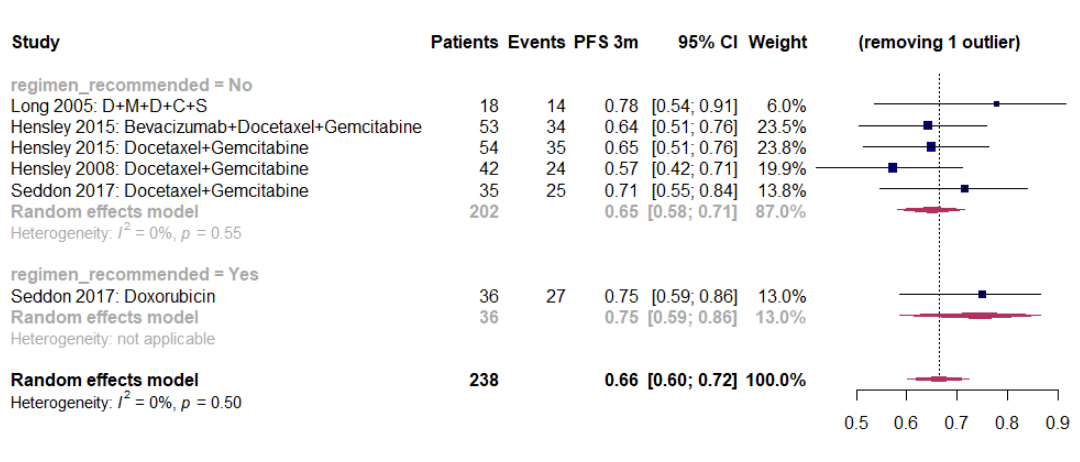 Study Patients Events PFS 3m 95% CI Weight (removing 1 outlier)
regimen_recommended = No
Long 2005: D+M+D+C+S 18 14 0.78 [0.54; 0.91] 6.0%
Hensley 2015: Bevacizumab+Docetaxel+Gemcitabine 53 34 0.64 [0.51; 0.76] 23.5%
Hensley 2015: Docetaxel+Gemcitabine 54 35 0.65 [0.51; 0.76] 23.8%
Hensley 2008: Docetaxel+Gemcitabine 42 24 0.57 [0.42; 0.71] 19.9%
Seddon 2017: Docetaxel+Gemcitabine 35 25 0.71 [0.55; 0.84] 13.8%
Random effects model 202 0.65 [0.58; 0.71] 87.0%
Heterogeneity: I² = 0%, p = 0.55
regimen_recommended = Yes
Seddon 2017: Doxorubicin 36 27 0.75 [0.59; 0.86] 13.0%
Random effects model 36 0.75 [0.59; 0.86] 13.0%
Heterogeneity: not applicable
Random effects model 238 0.66 [0.60; 0.72] 100.0%
Heterogeneity: I² = 0%, p = 0.50
0.5 0.6 0.7 0.8 0.9